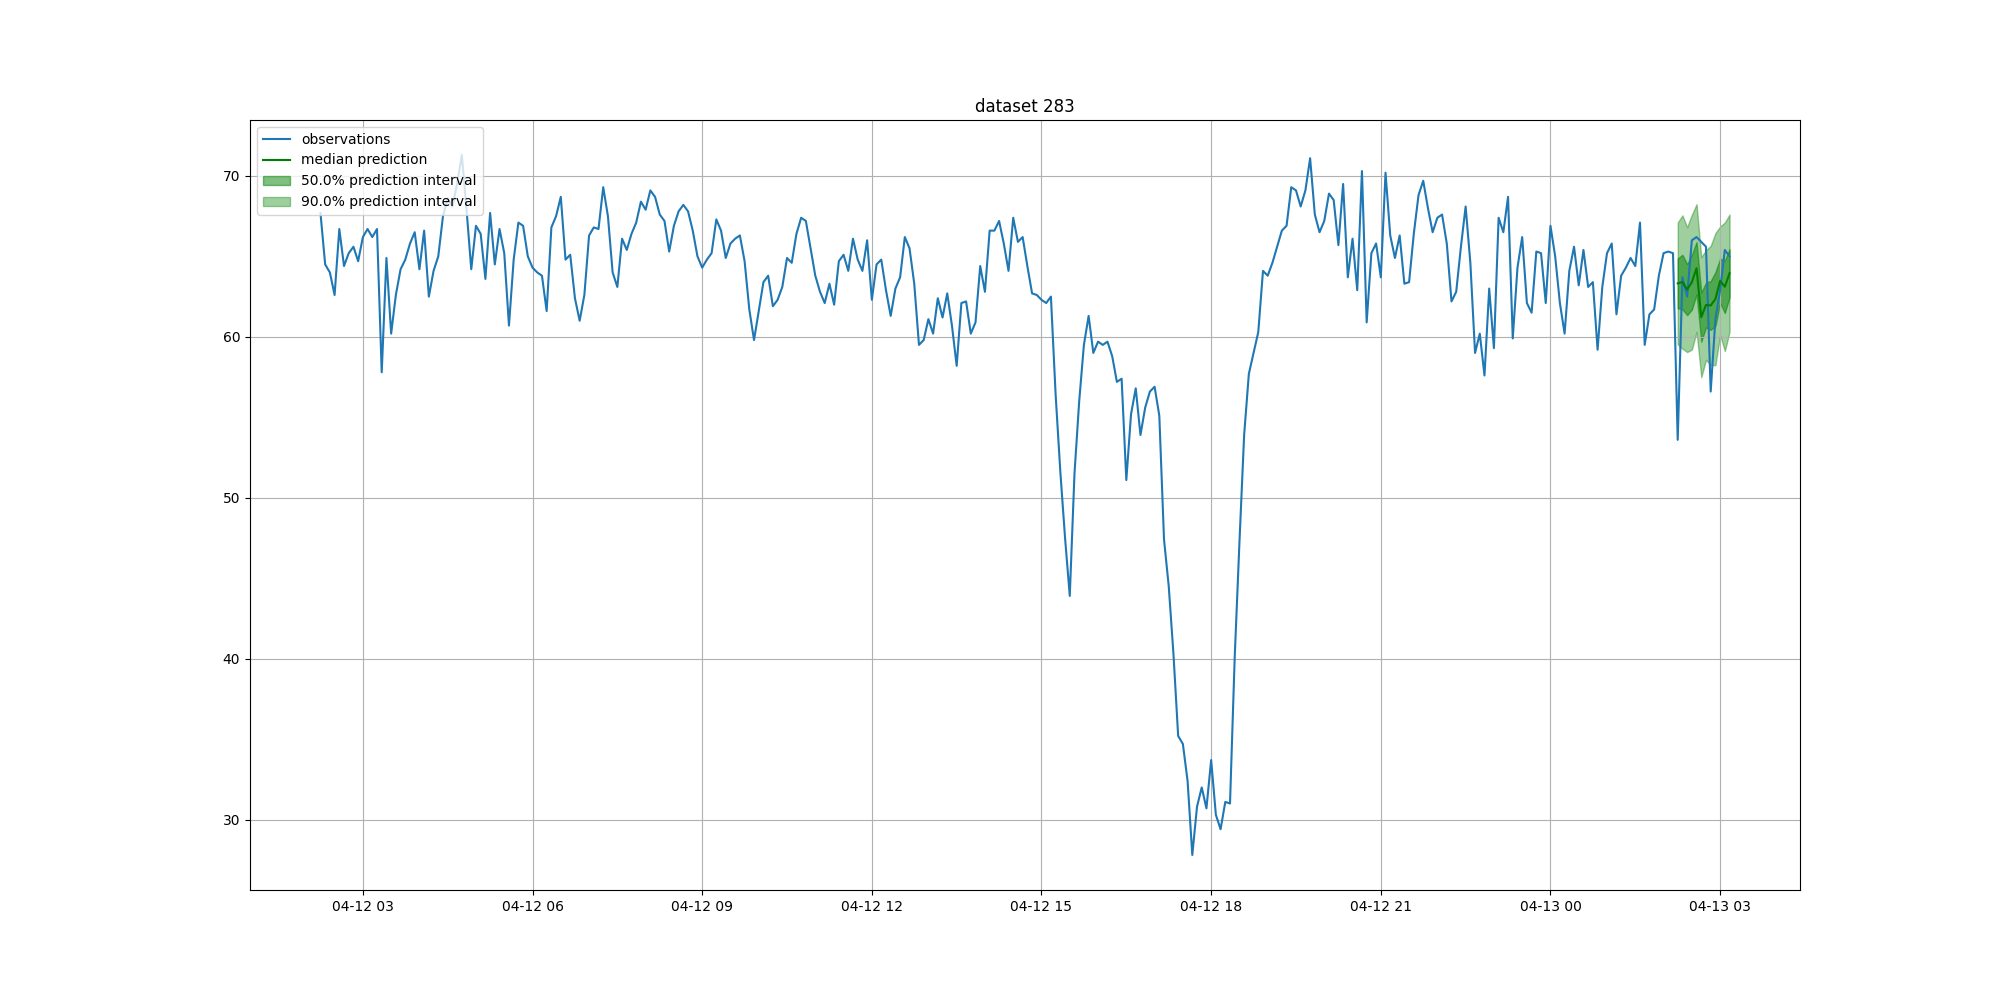 dataset 283
observations
median prediction
50.0% prediction interval
90.0% prediction interval
70
60
50
40
30
04-12 03
04-12 06
04-12 09
04-12 12
04-12 15
04-12 18
04-12 21
04-13 00
04-13 03